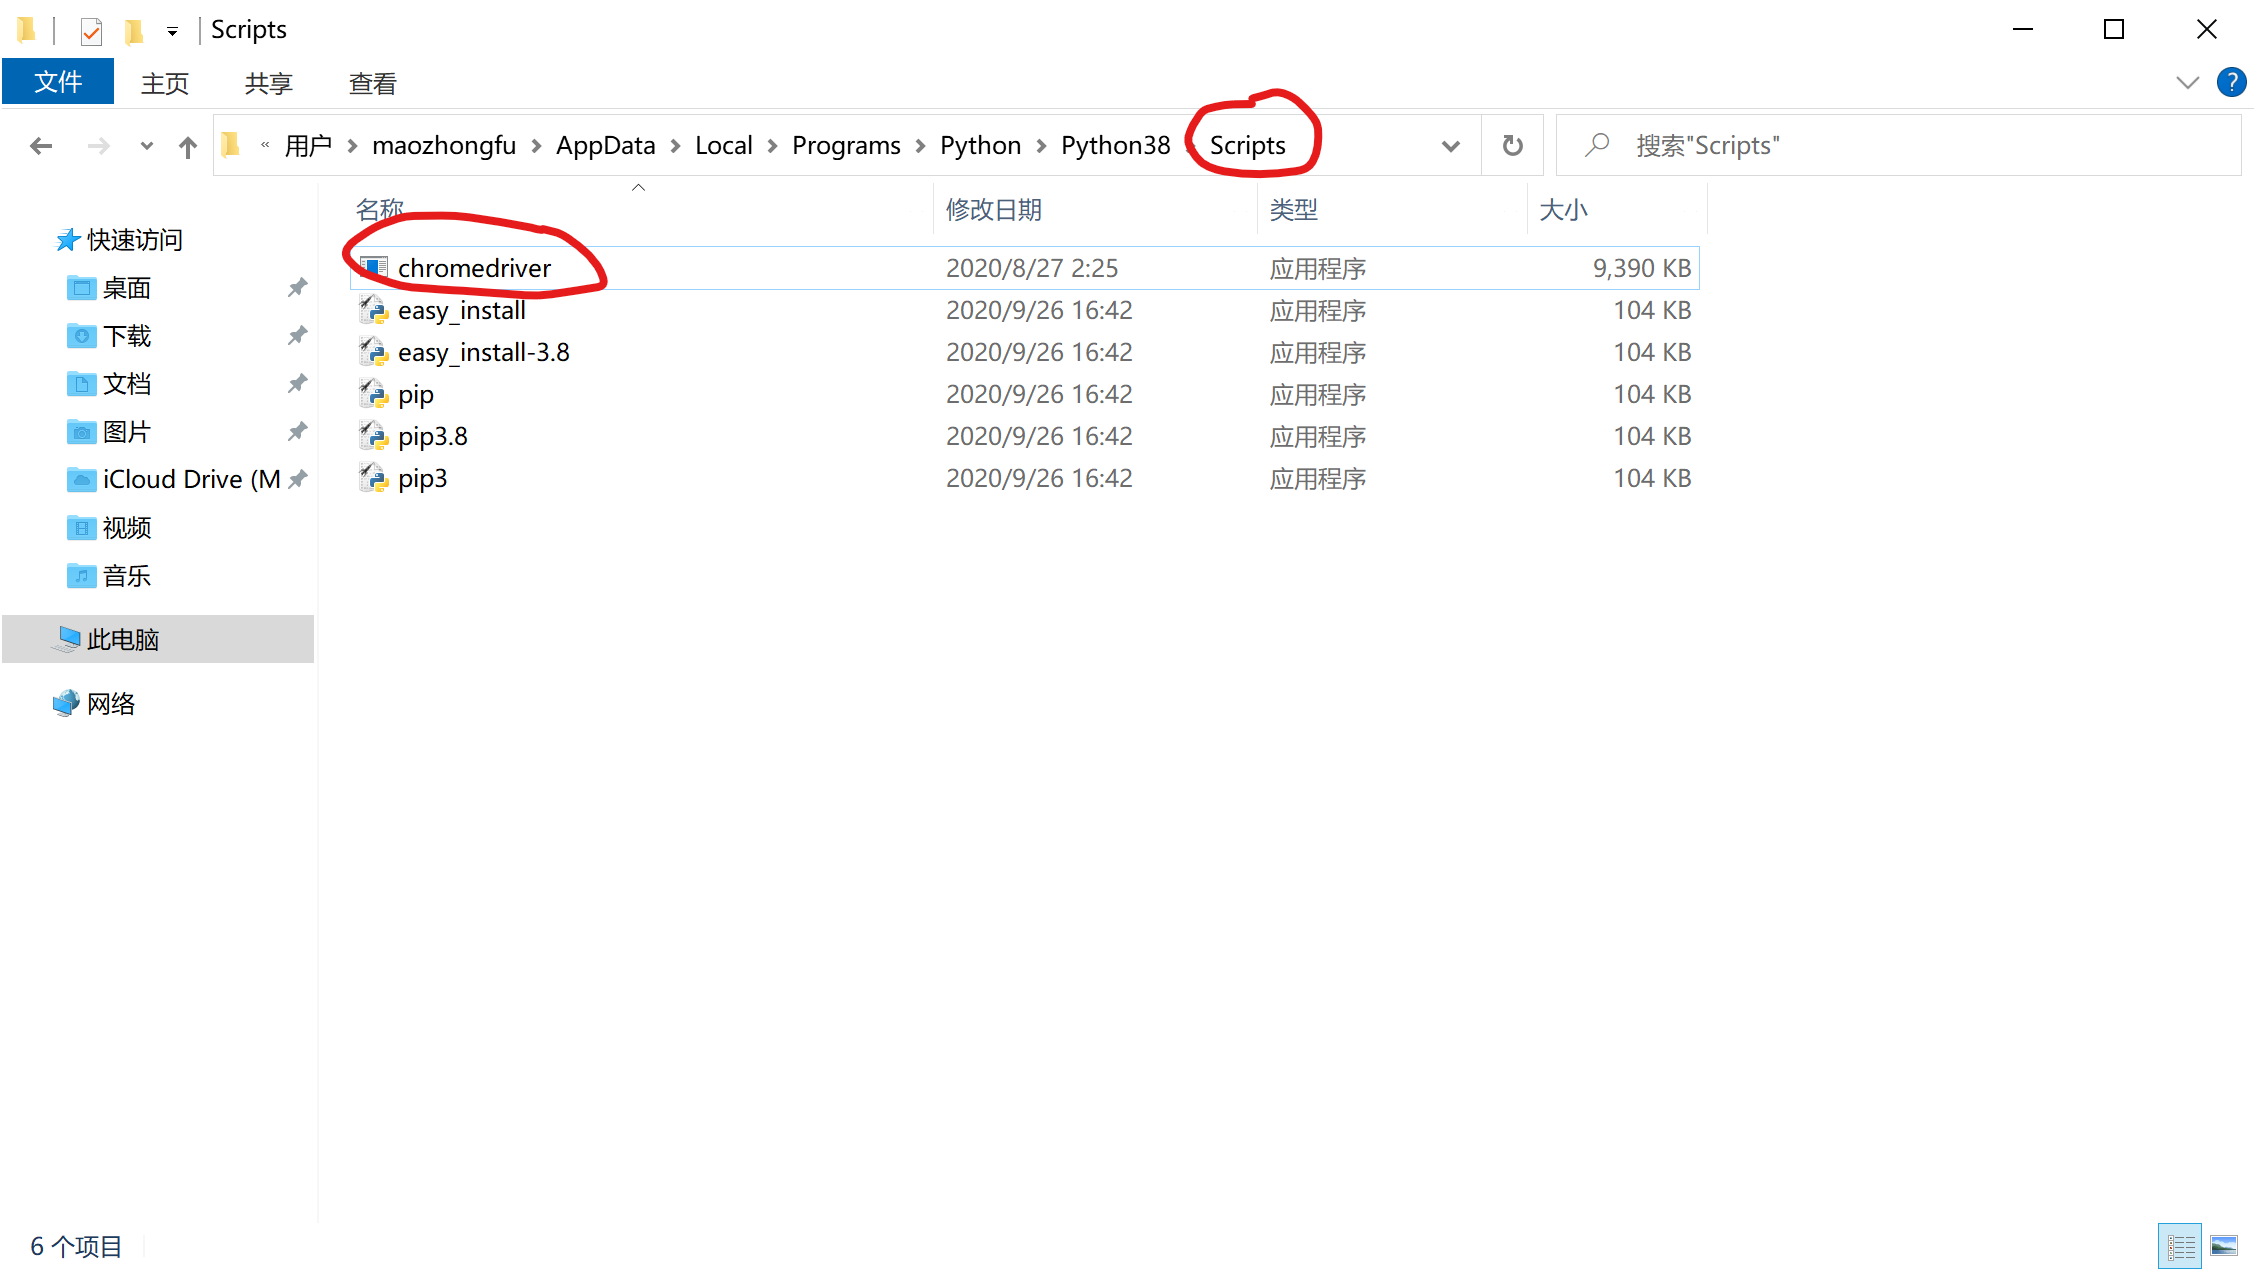 Scripts
文件 主页 共享 查看
« 用户 > maozhongfu > AppData > Local > Programs > Python > Python38 > Scripts
搜索"Scripts"
名称 修改日期 类型 大小
快速访问
桌面
下载
文档
图片
iCloud Drive (M
视频
音乐
此电脑
网络
chromedriver 2020/8/27 2:25 应用程序 9,390 KB
easy_install 2020/9/26 16:42 应用程序 104 KB
easy_install-3.8 2020/9/26 16:42 应用程序 104 KB
pip 2020/9/26 16:42 应用程序 104 KB
pip3.8 2020/9/26 16:42 应用程序 104 KB
pip3 2020/9/26 16:42 应用程序 104 KB
6 个项目